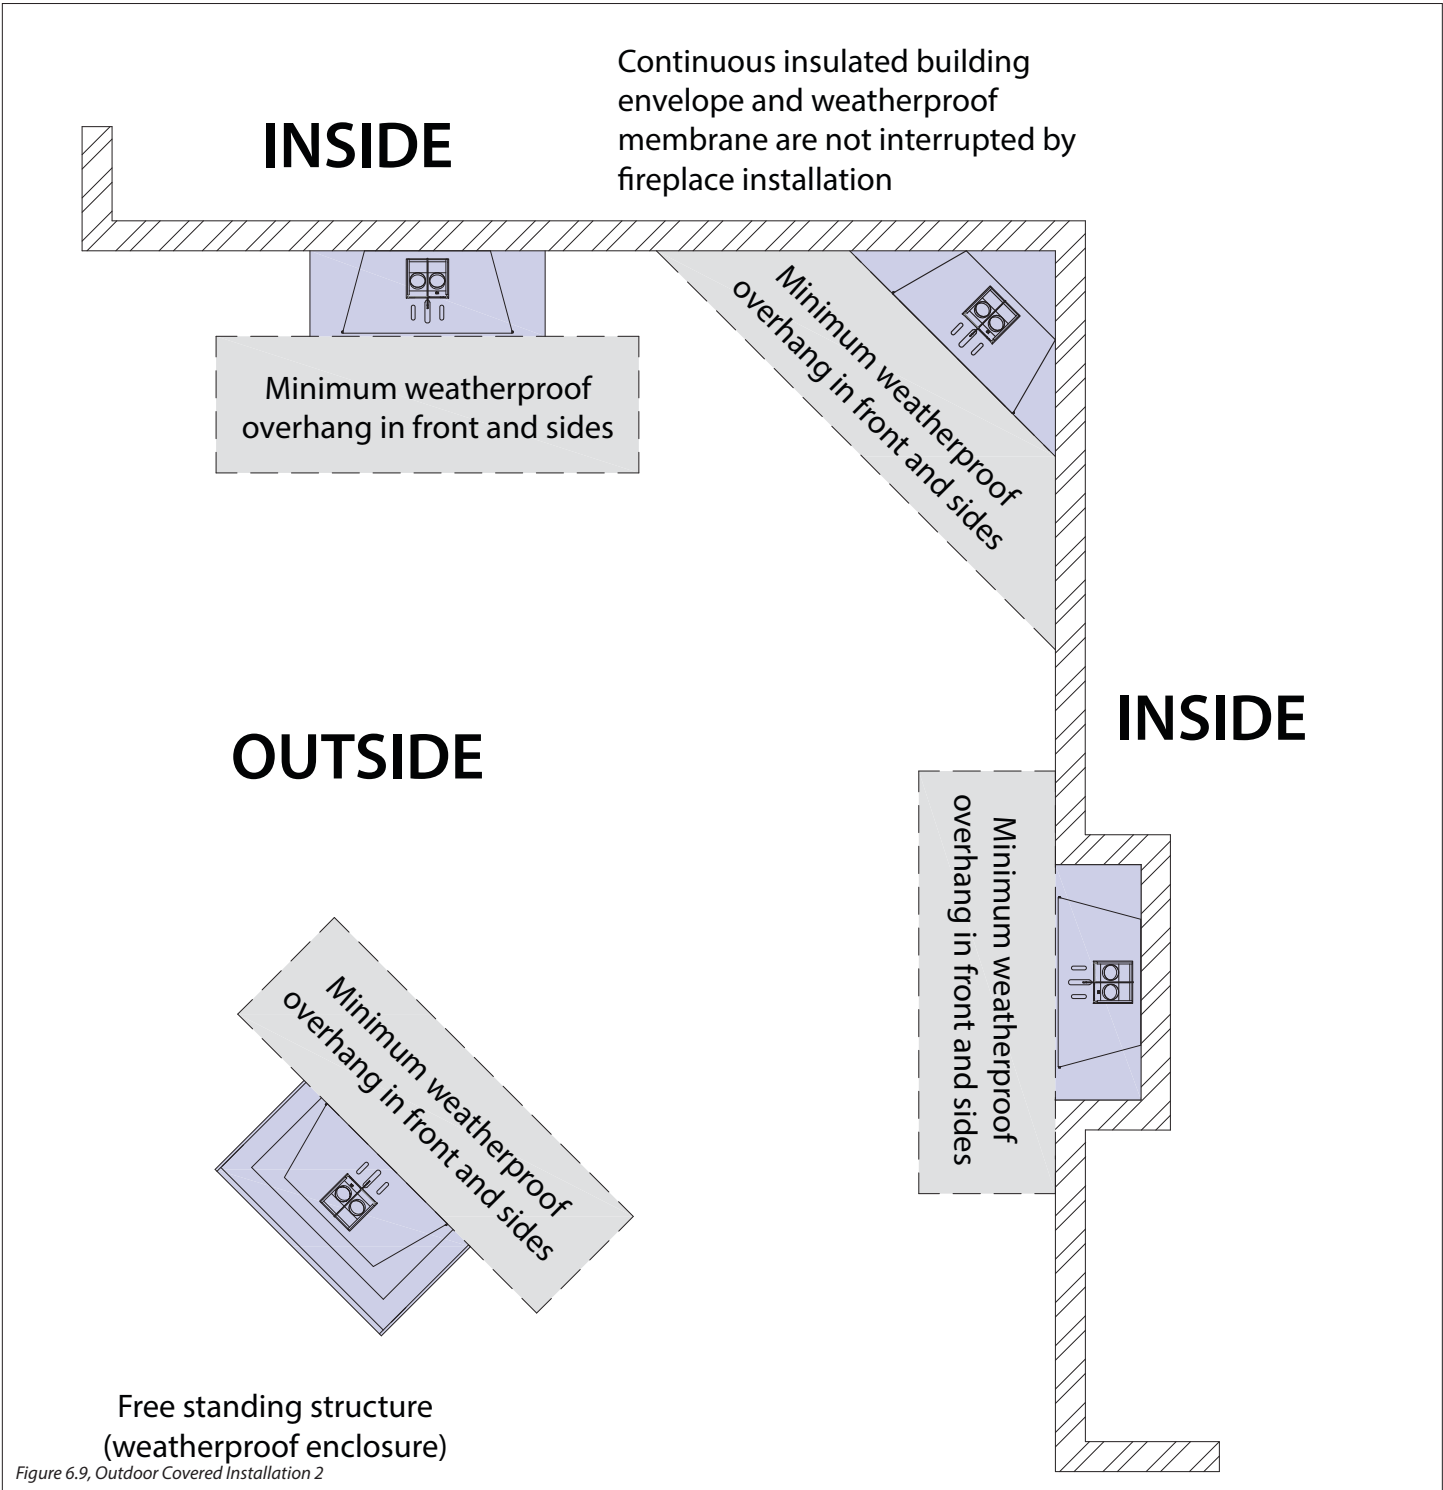 Continuous insulated building
envelope and weatherproof
membrane are not interrupted by
fireplace installation
INSIDE
Minimum weatherproof
overhang in front and sides
Minimum weatherproof
overhang in front and sides
INSIDE
OUTSIDE
Minimum weatherproof
overhang in front and sides
Minimum weatherproof
overhang in front and sides
Free standing structure
(weatherproof enclosure)
Figure 6.9, Outdoor Covered Installation 2